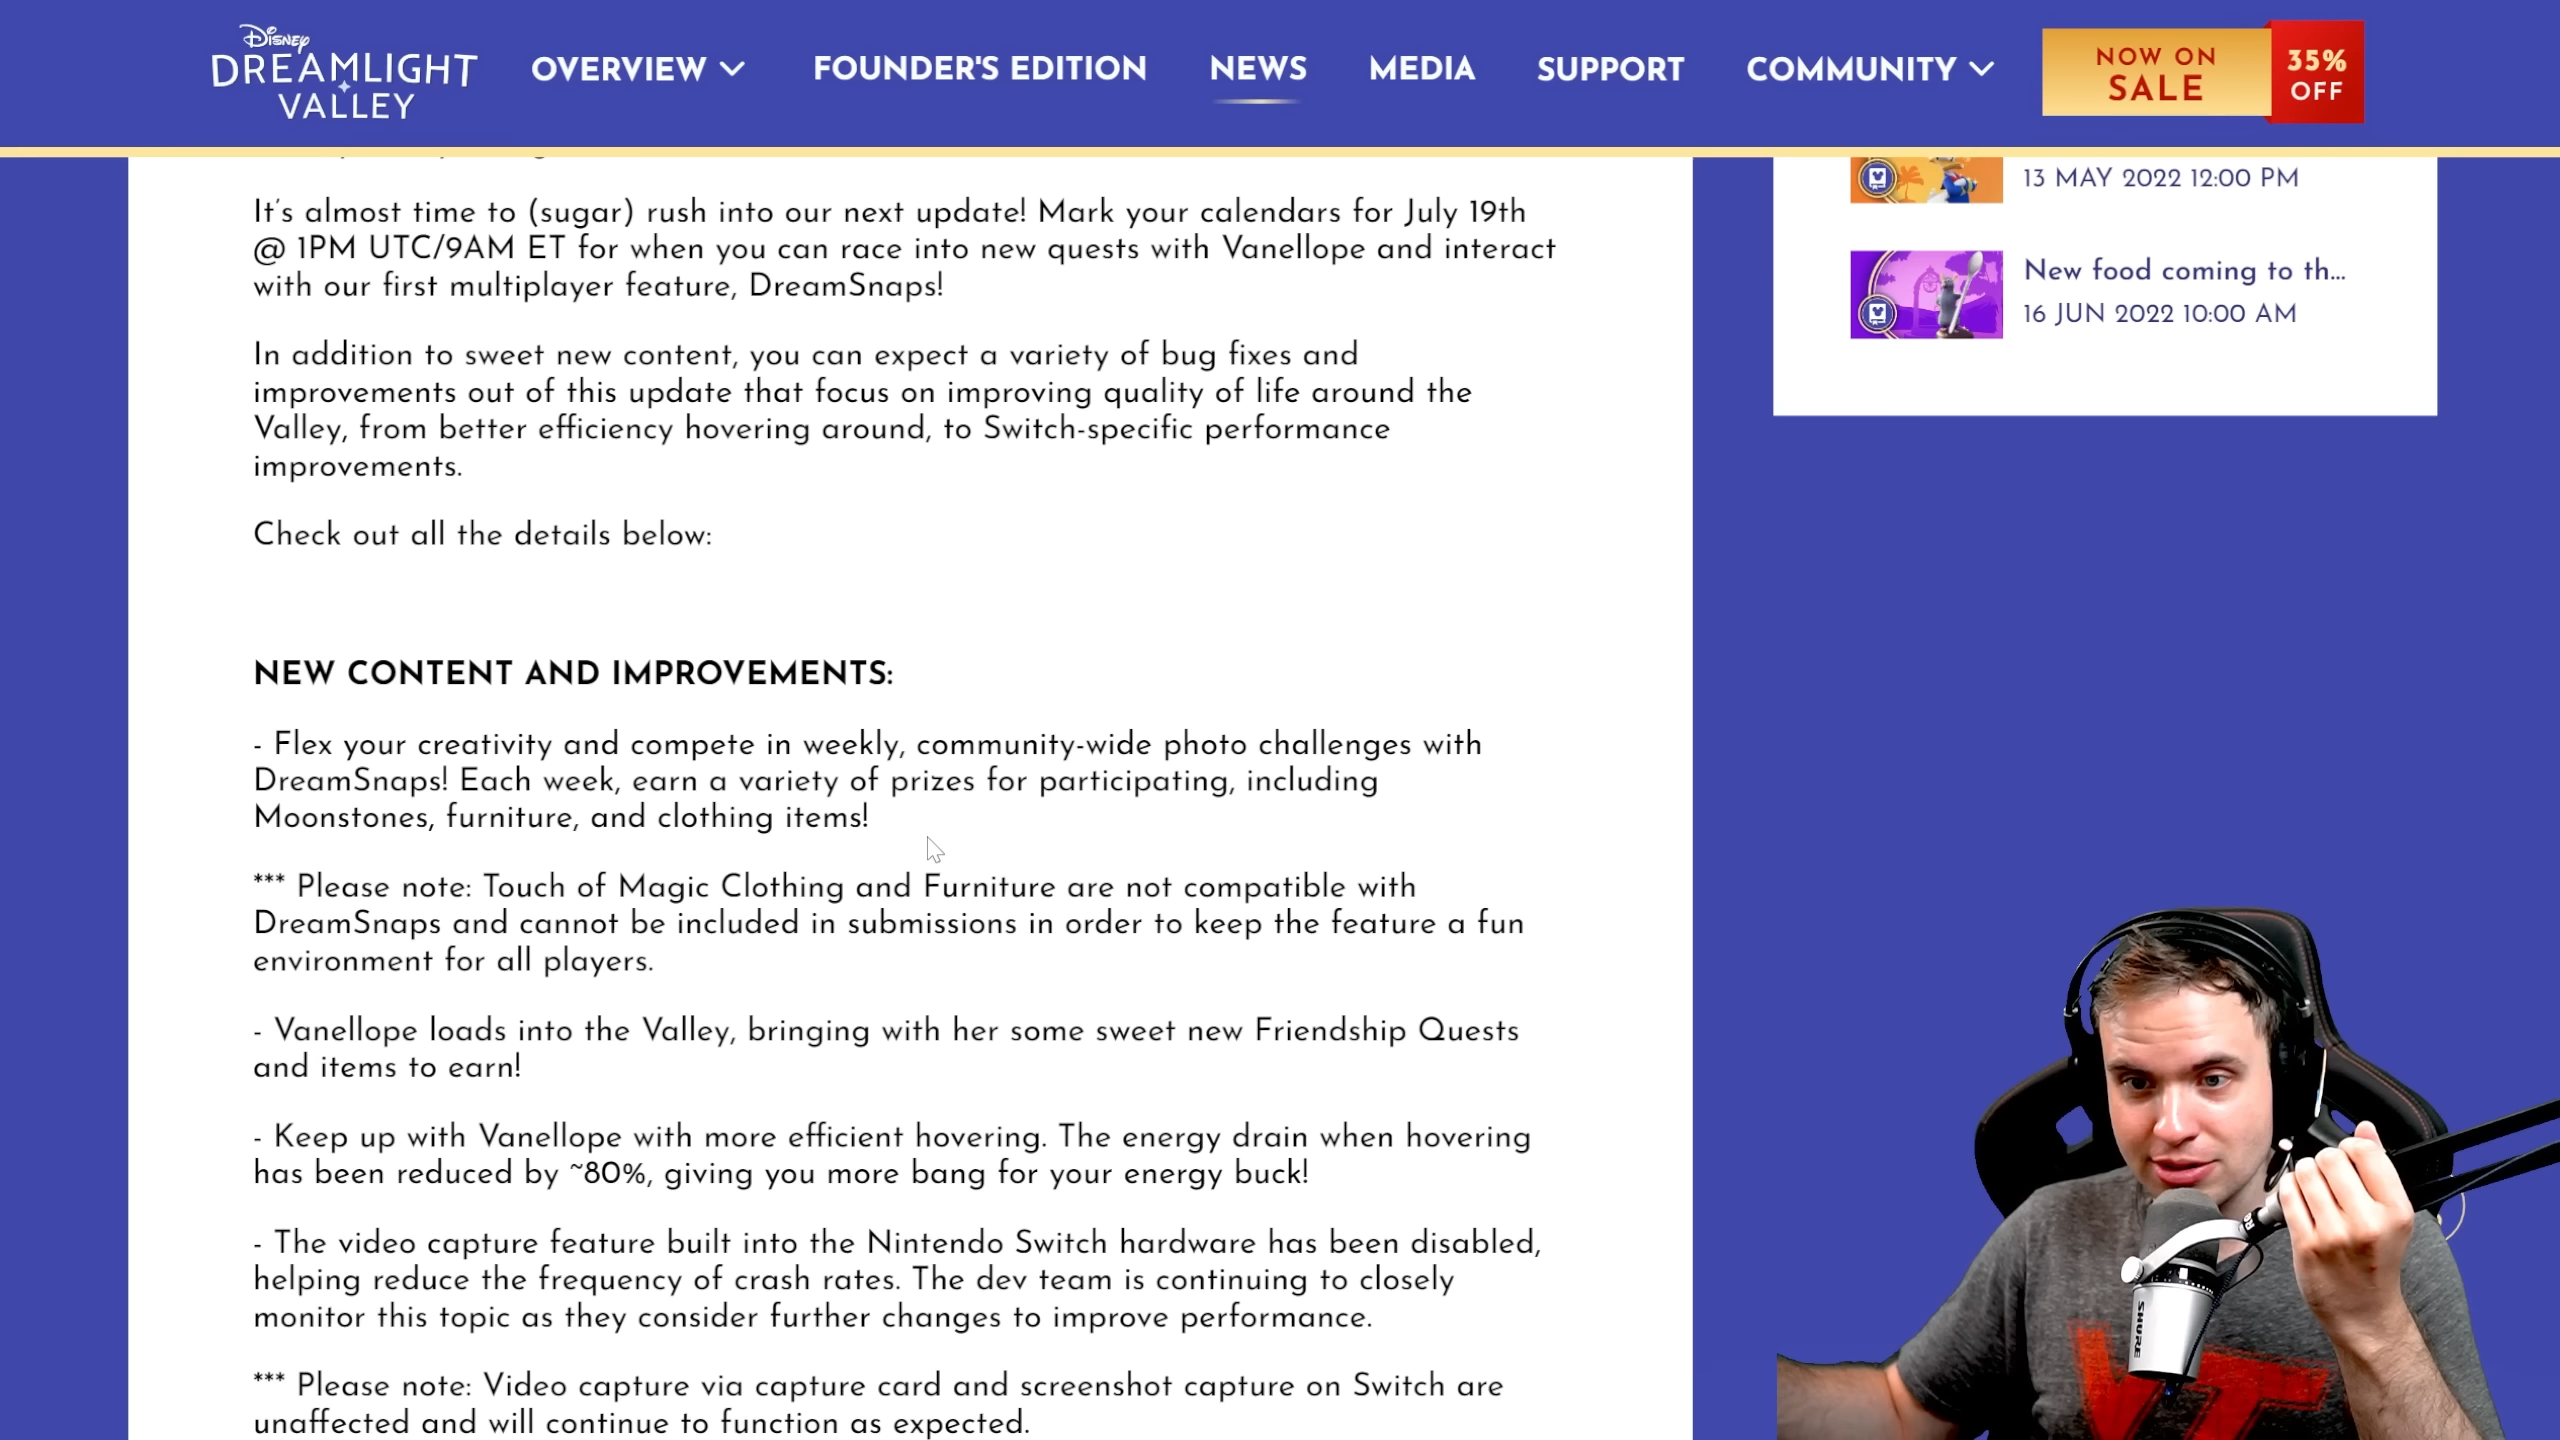 Disney
DREAMLIGHT
VALLEY
OVERVIEW
FOUNDER'S EDITION
NEWS
MEDIA
SUPPORT
COMMUNITY
NOW ON
SALE
35%
OFF
It's almost time to (sugar) rush into our next update! Mark your calendars for July 19th
@ 1PM UTC/9AM ET for when you can race into new quests with Vanellope and interact
with our first multiplayer feature, DreamSnaps!
In addition to sweet new content, you can expect a variety of bug fixes and
improvements out of this update that focus on improving quality of life around the
Valley, from better efficiency hovering around, to Switch-specific performance
improvements.
Check out all the details below:
NEW CONTENT AND IMPROVEMENTS:
- Flex your creativity and compete in weekly, community-wide photo challenges with
DreamSnaps! Each week, earn a variety of prizes for participating, including
Moonstones, furniture, and clothing items!
*** Please note: Touch of Magic Clothing and Furniture are not compatible with
DreamSnaps and cannot be included in submissions in order to keep the feature a fun
environment for all players.
- Vanellope loads into the Valley, bringing with her some sweet new Friendship Quests
and items to earn!
- Keep up with Vanellope with more efficient hovering. The energy drain when hovering
has been reduced by ~80%, giving you more bang for your energy buck!
- The video capture feature built into the Nintendo Switch hardware has been disabled,
helping reduce the frequency of crash rates. The dev team is continuing to closely
monitor this topic as they consider further changes to improve performance.
*** Please note: Video capture via capture card and screenshot capture on Switch are
unaffected and will continue to function as expected.
13 MAY 2022 12:00 PM
New food coming to th...
16 JUN 2022 10:00 AM
SHURE
VT